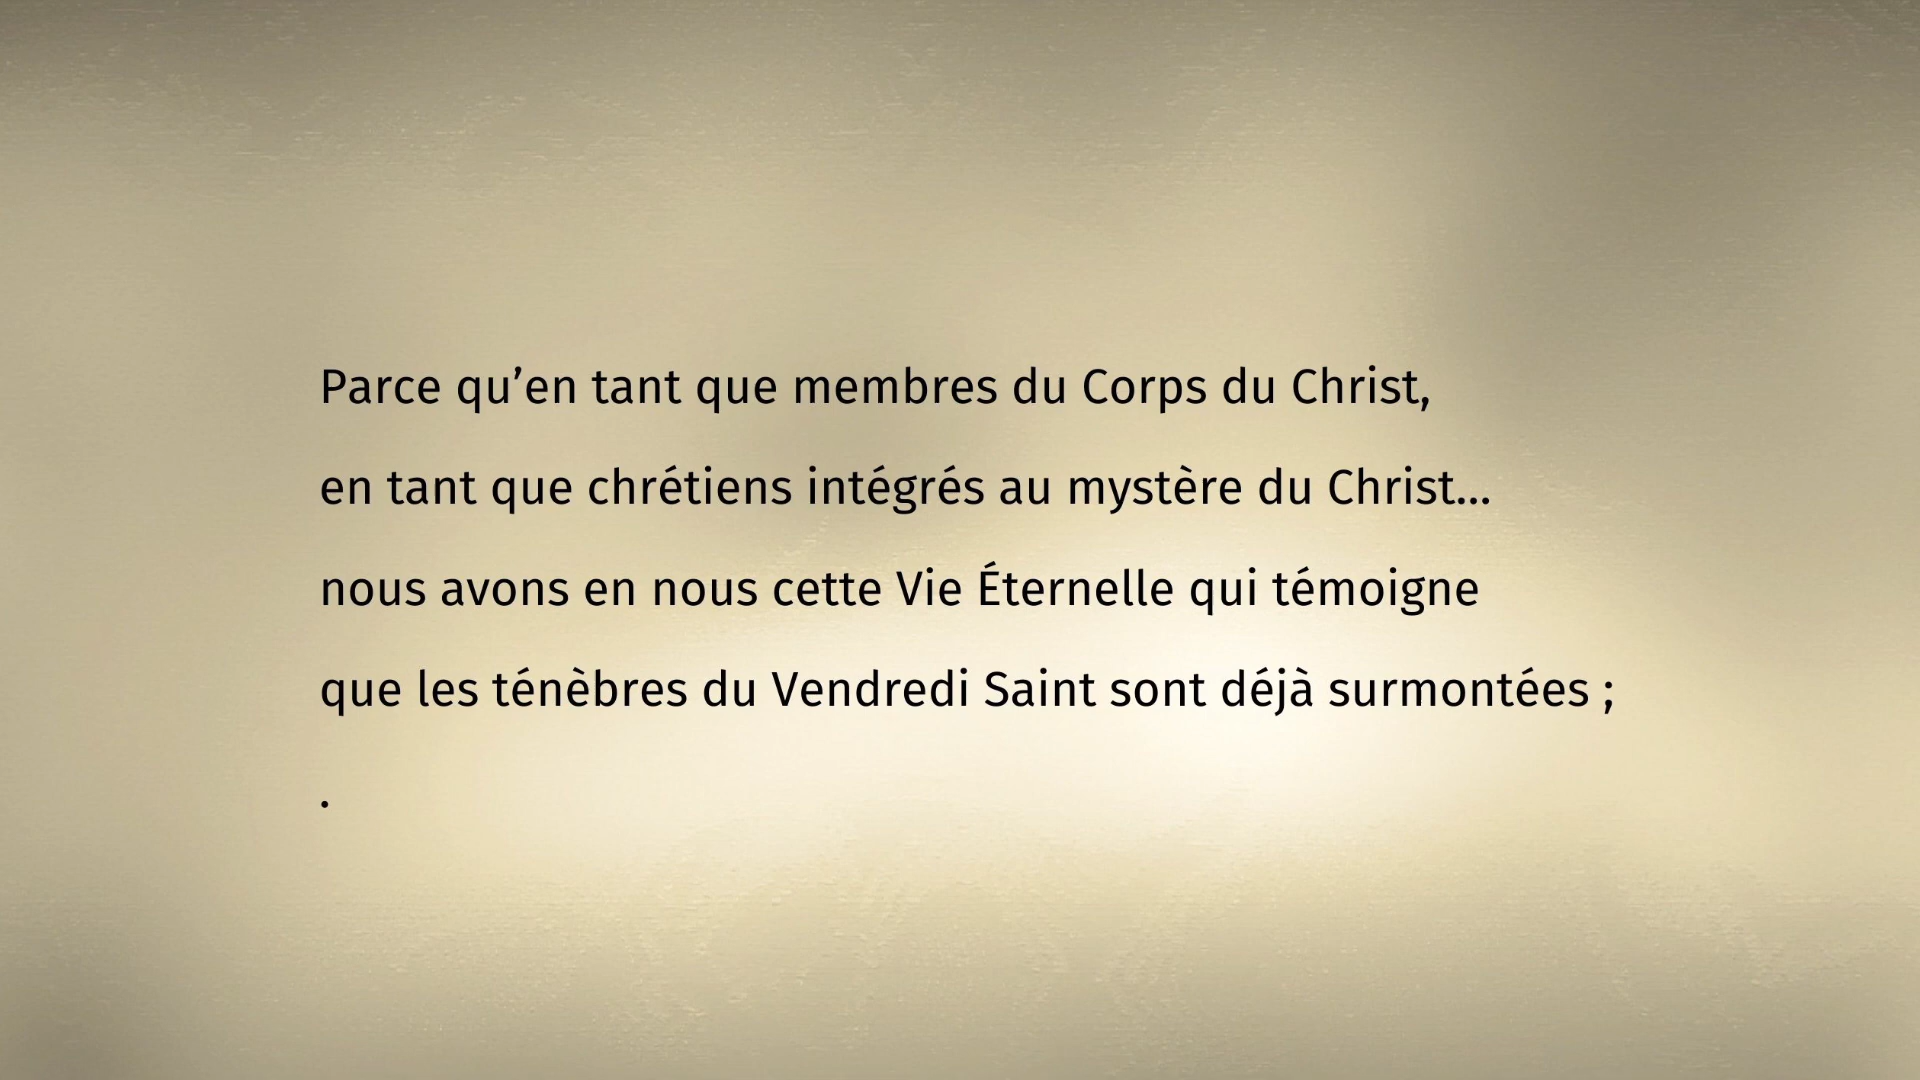 Parce qu’en tant que membres du Corps du Christ,
en tant que chrétiens intégrés au mystère du Christ…
nous avons en nous cette Vie Éternelle qui témoigne
que les ténèbres du Vendredi Saint sont déjà surmontées ;
.